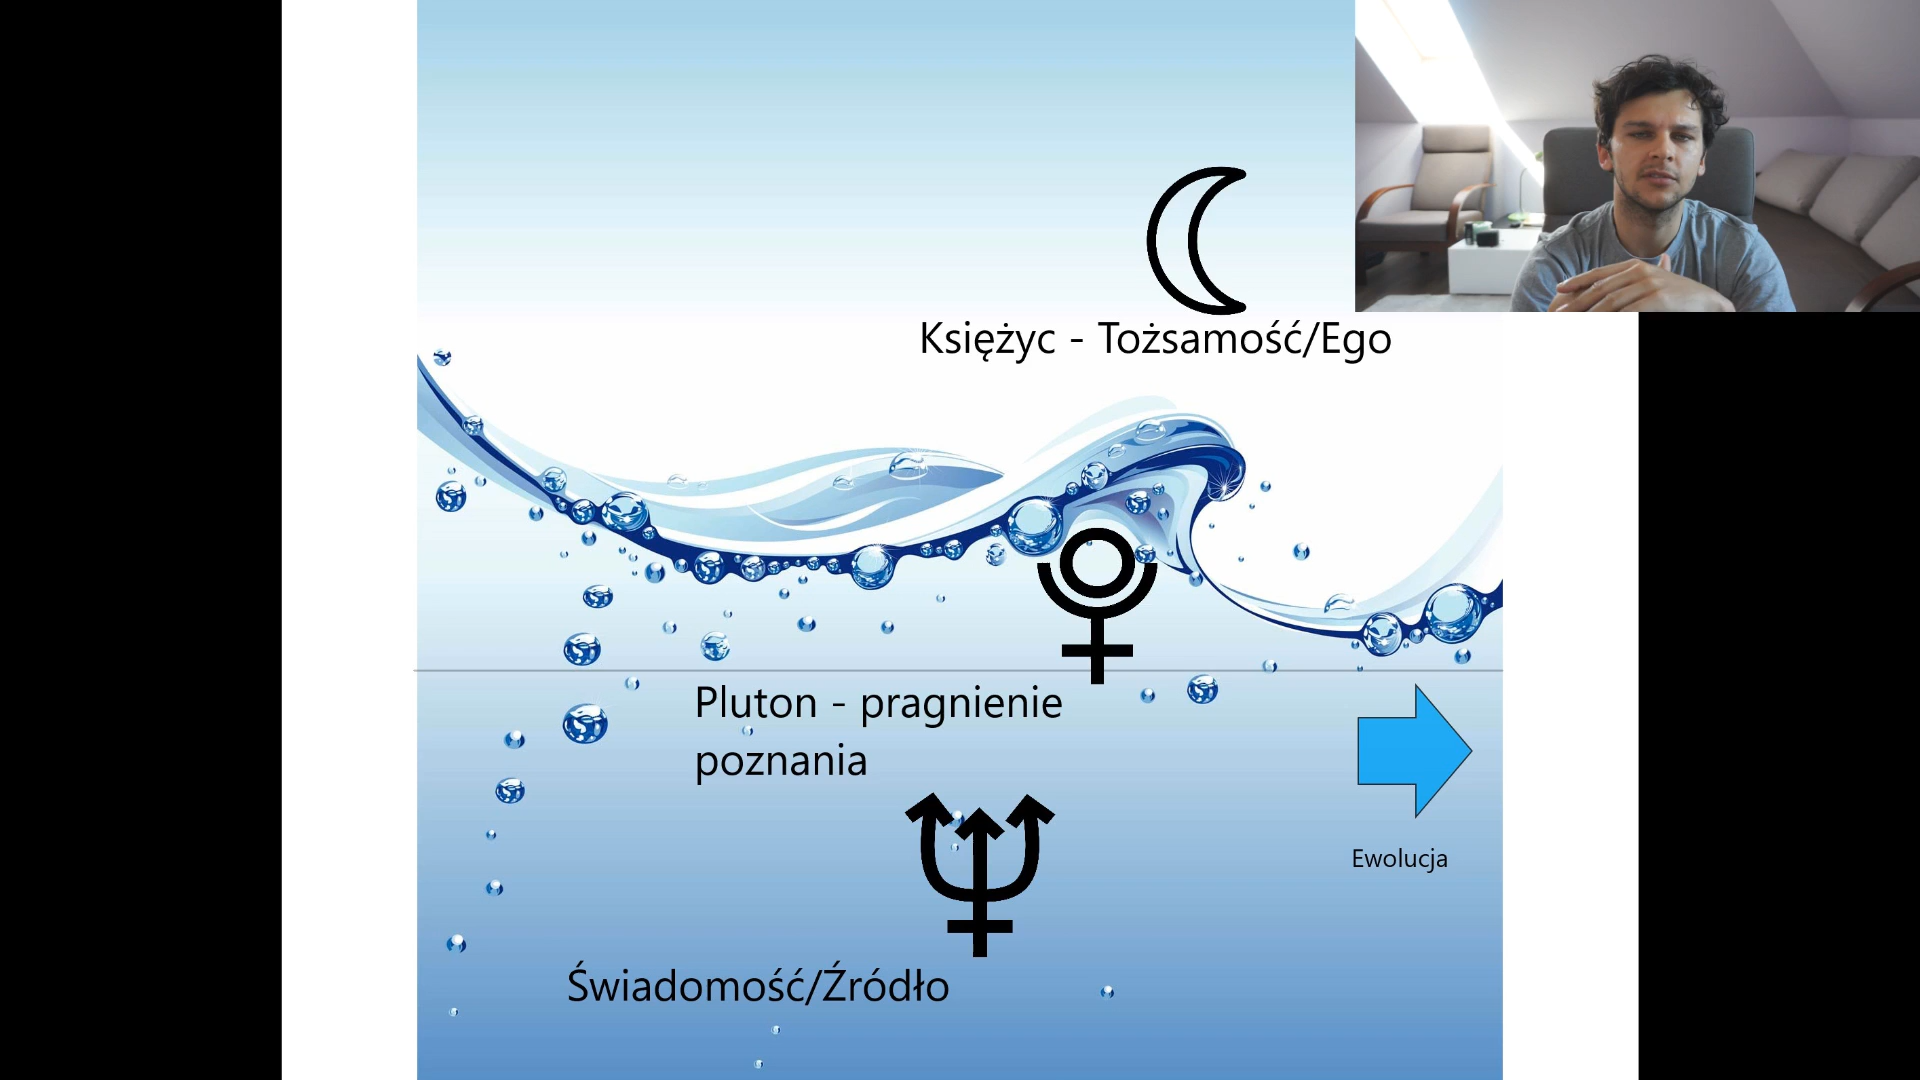 Księżyc - Tożsamość/Ego
Pluton - pragnienie
poznania
Ewolucja
Świadomość/Źródło